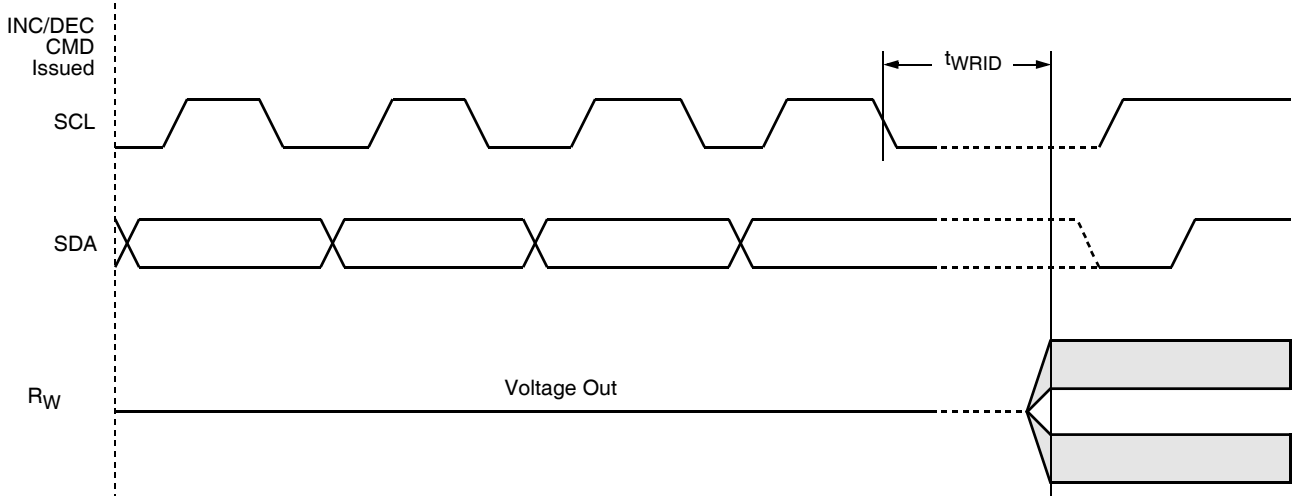 INC/DEC
CMD
Issued
tWRID
SCL
SDA
Voltage Out
RW